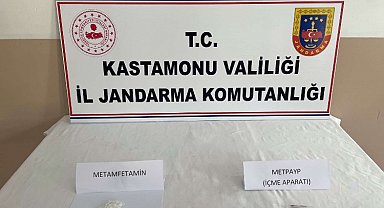 T.C.
KASTAMONU VALİLİĞİ
İL JANDARMA KOMUTANLIĞI
METAMFETAMİN
METPAYP
(İÇME APARATI)